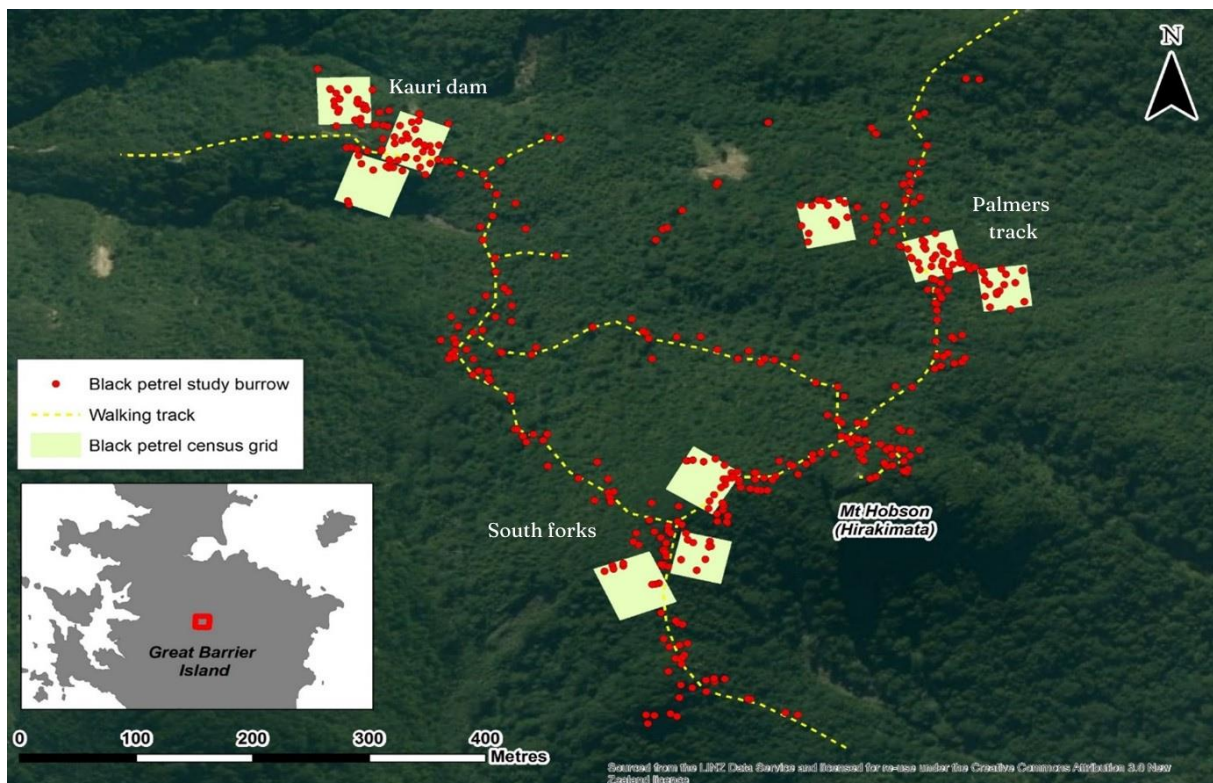 N
Kauri dam
Palmers
track
Black petrel study burrow
Walking track
Black petrel census grid
South forks
Mt Hobson
(Hirakimata)
Great Barrier
Island
0 100 200 300 400
Metres
Sourced from the LINZ Data Service and licensed for re-use under the Creative Commons Attribution 3.0 New
Zealand licence